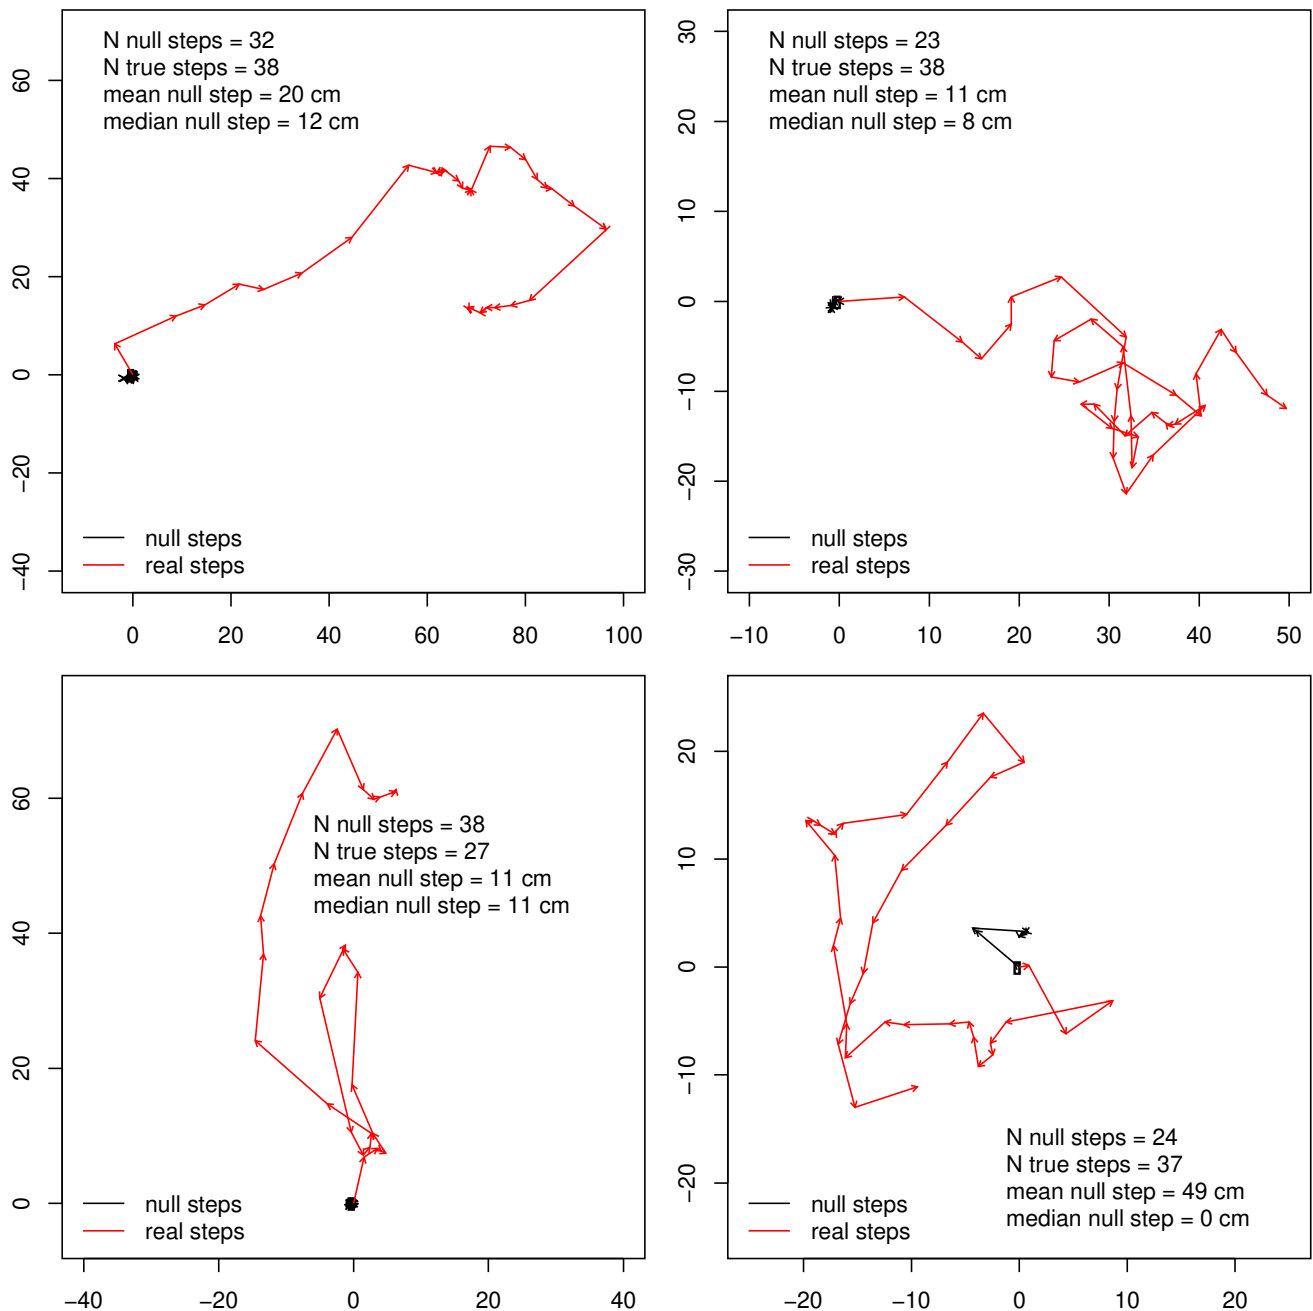 N null steps = 32
N true steps = 38
mean null step = 20 cm
median null step = 12 cm
60
40
20
0
−20
−40
null steps
real steps
0 20 40 60 80 100
N null steps = 23
N true steps = 38
mean null step = 11 cm
median null step = 8 cm
30
20
10
0
−10
−20
−30
null steps
real steps
−10 0 10 20 30 40 50
N null steps = 38
N true steps = 27
mean null step = 11 cm
median null step = 11 cm
60
40
20
0
null steps
real steps
−40 −20 0 20 40
20
10
0
−10
−20
N null steps = 24
N true steps = 37
mean null step = 49 cm
median null step = 0 cm
null steps
real steps
−20 −10 0 10 20